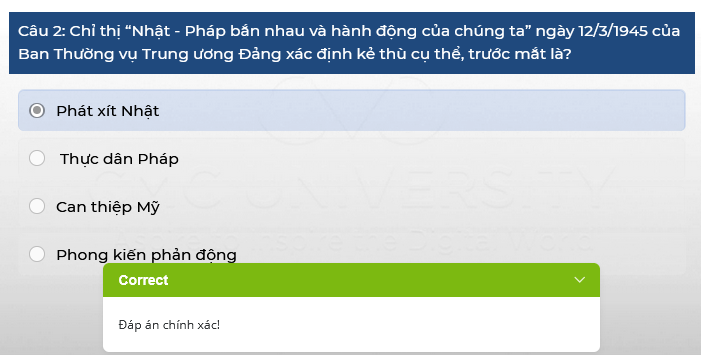 Câu 2: Chỉ thị “Nhật - Pháp bắn nhau và hành động của chúng ta” ngày 12/3/1945 của
Ban Thường vụ Trung ương Đảng xác định kẻ thù cụ thể, trước mắt là?
Phát xít Nhật
Thực dân Pháp
Can thiệp Mỹ
Phong kiến phản động
Correct
Đáp án chính xác!